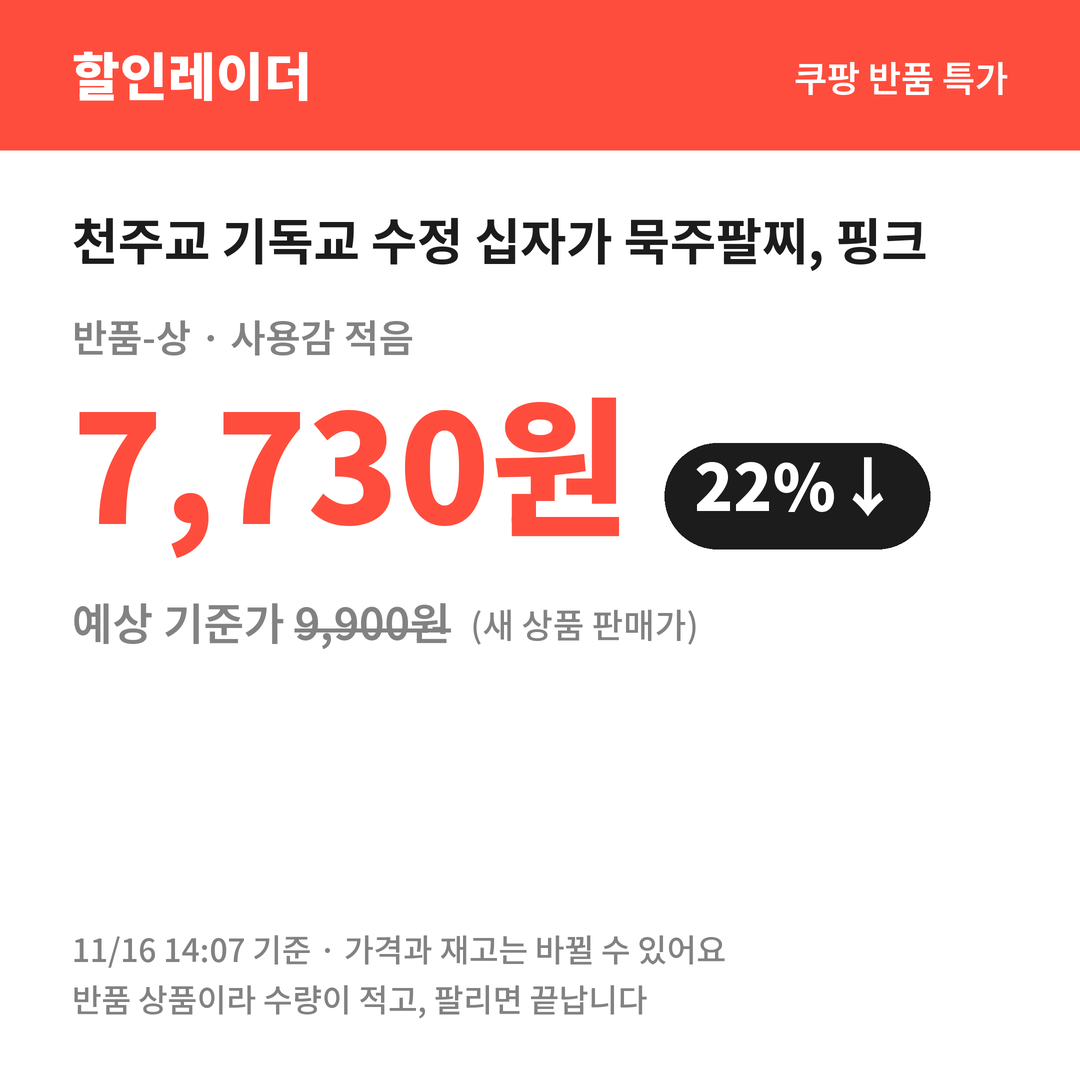 할인레이더
쿠팡 반품 특가
천주교 기독교 수정 십자가 묵주팔찌, 핑크
반품-상 · 사용감 적음
7,730원 22%↓
예상 기준가 9,900원 (새 상품 판매가)
11/16 14:07 기준 · 가격과 재고는 바뀔 수 있어요
반품 상품이라 수량이 적고, 팔리면 끝납니다